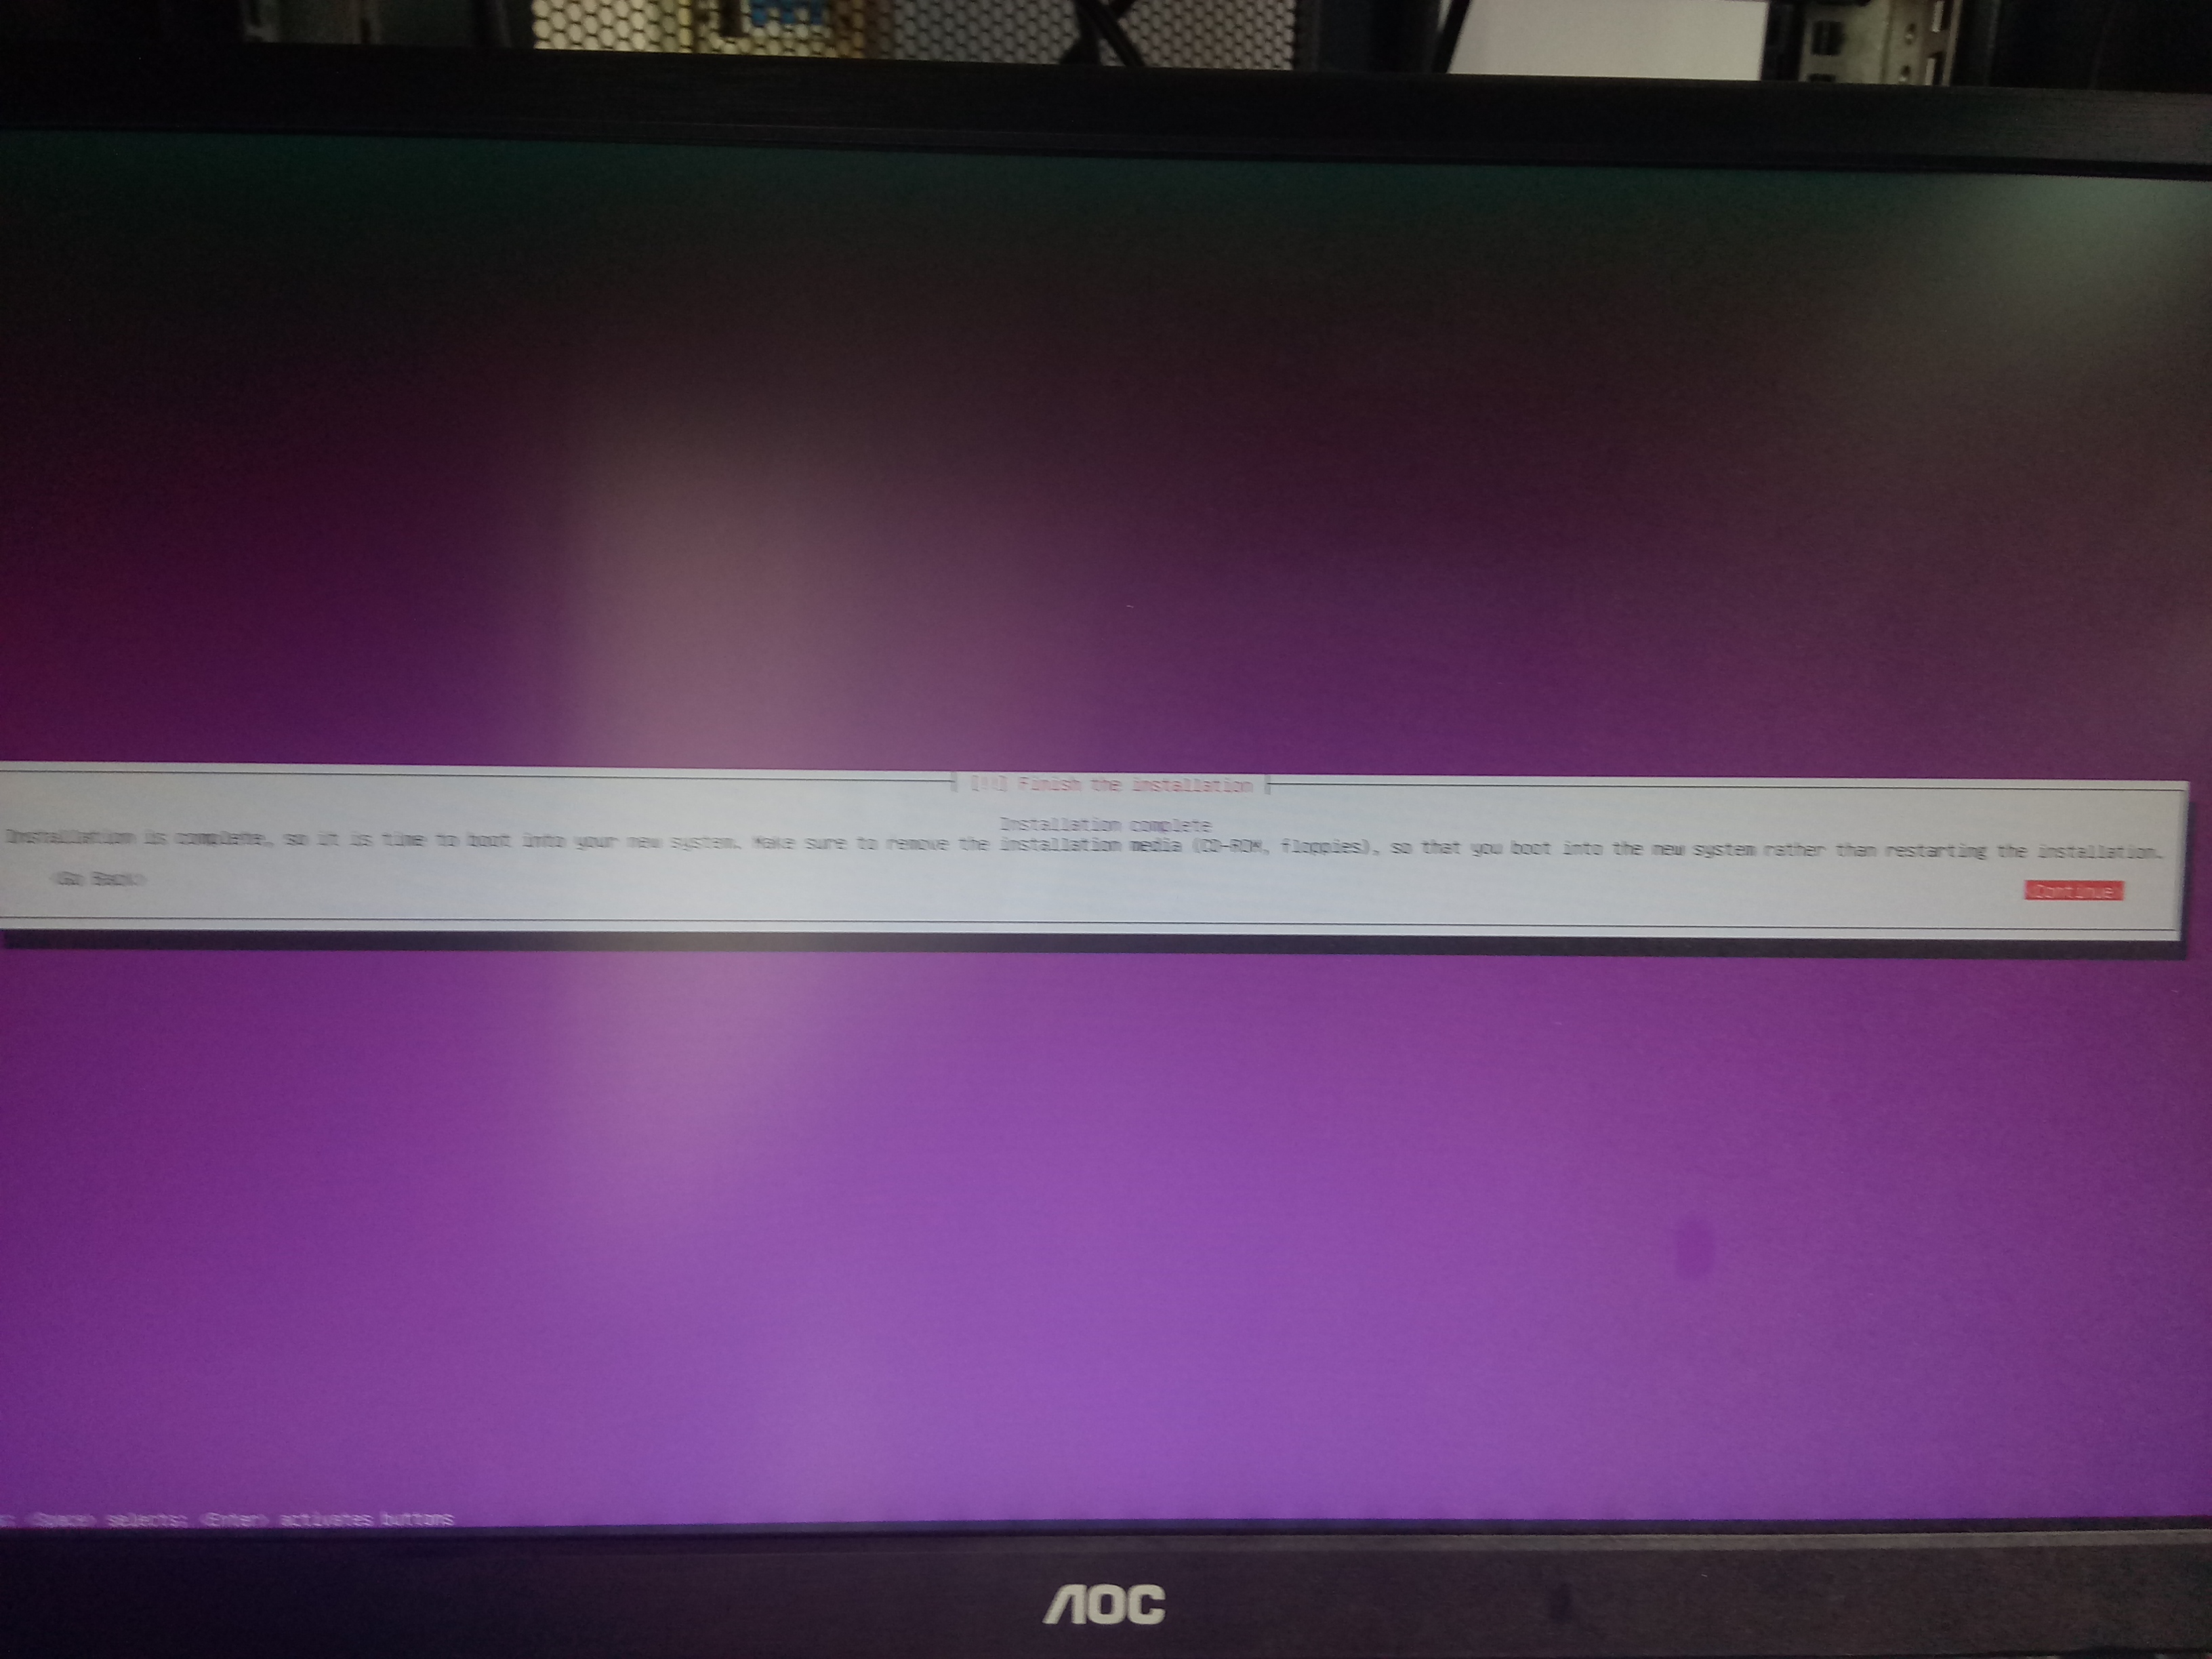 [!!] Finish the installation
Installation complete
Installation is complete, so it is time to boot into your new system. Make sure to remove the installation media (CD-ROM, floppies), so that you boot into the new system rather than restarting the installation.
<Go Back>
<Continue>
<Space> selects; <Enter> activates buttons
AOC